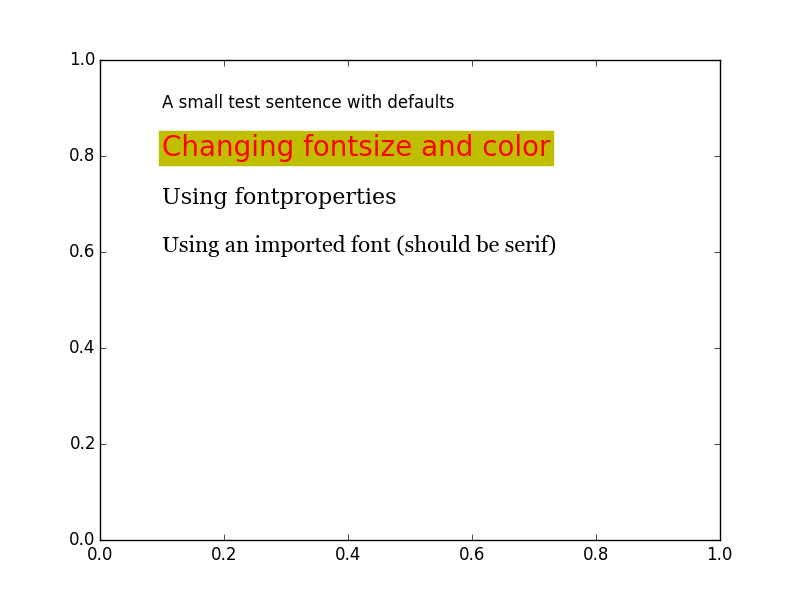 1.0
A small test sentence with defaults
Changing fontsize and color
0.8
Using fontproperties
Using an imported font (should be serif)
0.6
0.4
0.2
0.0
0.0 0.2 0.4 0.6 0.8 1.0